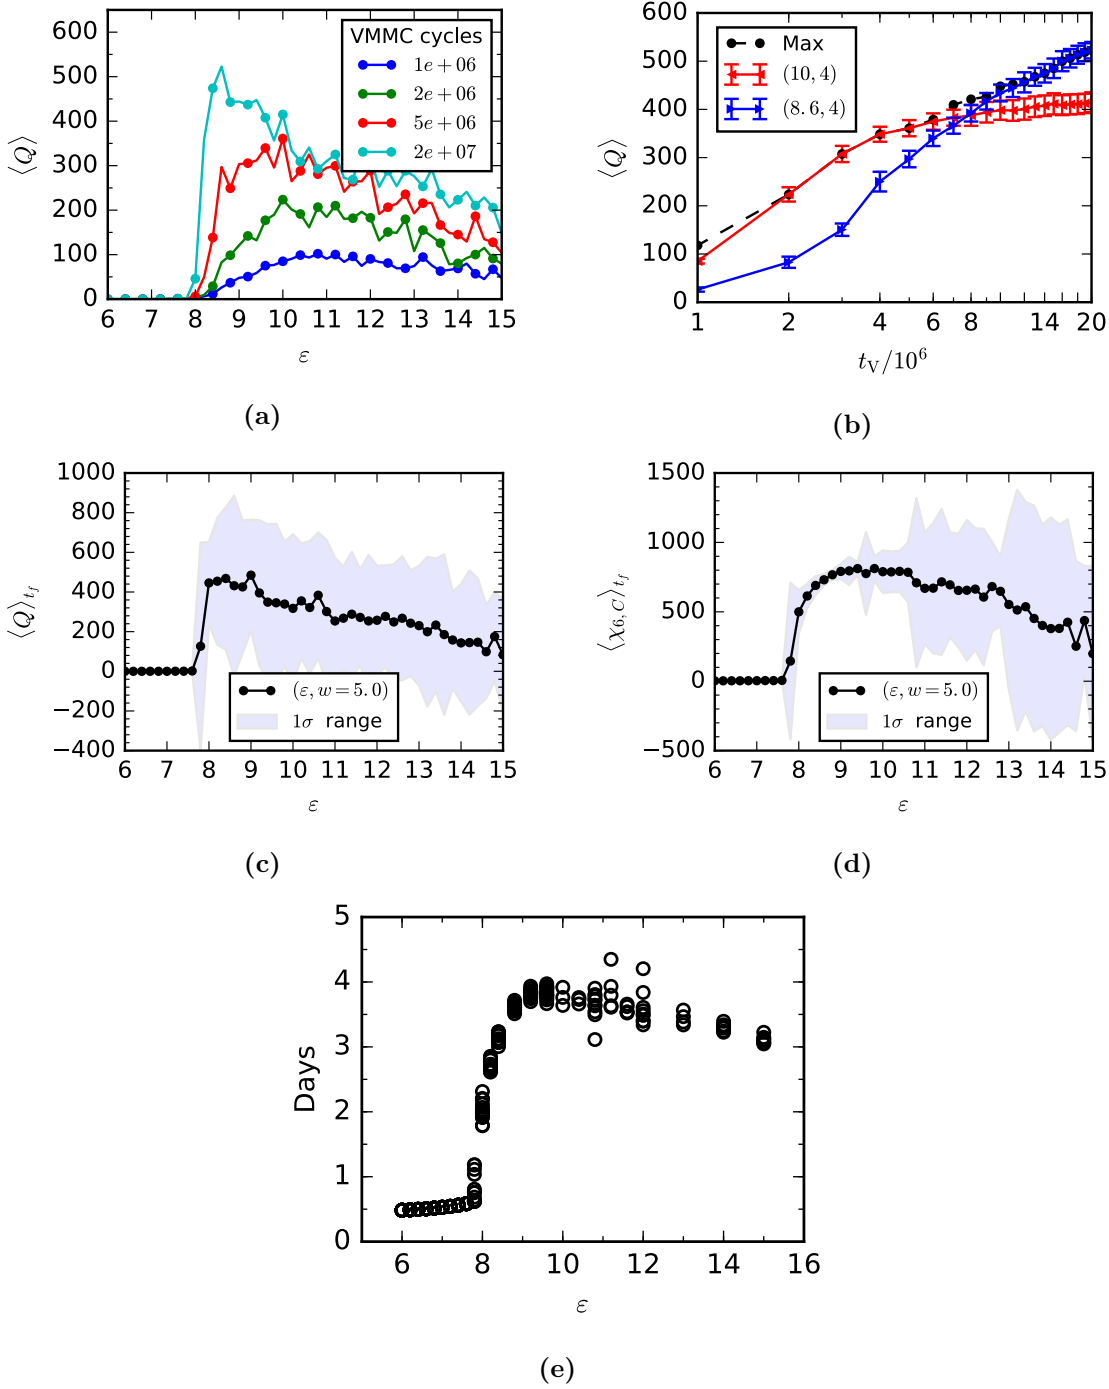 VMMC cycles
1e+06
2e+06
5e+06
2e+07
⟨Q⟩
650
600
500
400
300
200
100
0
6 7 8 9 10 11 12 13 14 15
ε
(a)
Max
(10, 4)
(8.6, 4)
⟨Q⟩
600
500
400
300
200
100
0
1 2 4 6 8 14 20
t_V/10^6
(b)
⟨Q⟩_{t_f}
1000
800
600
400
200
0
−200
−400
(ε, w = 5.0)
1σ range
6 7 8 9 10 11 12 13 14 15
ε
(c)
⟨χ_{6,C}⟩_{t_f}
1500
1000
500
0
−500
(ε, w = 5.0)
1σ range
6 7 8 9 10 11 12 13 14 15
ε
(d)
Days
5
4
3
2
1
0
6 8 10 12 14 16
ε
(e)